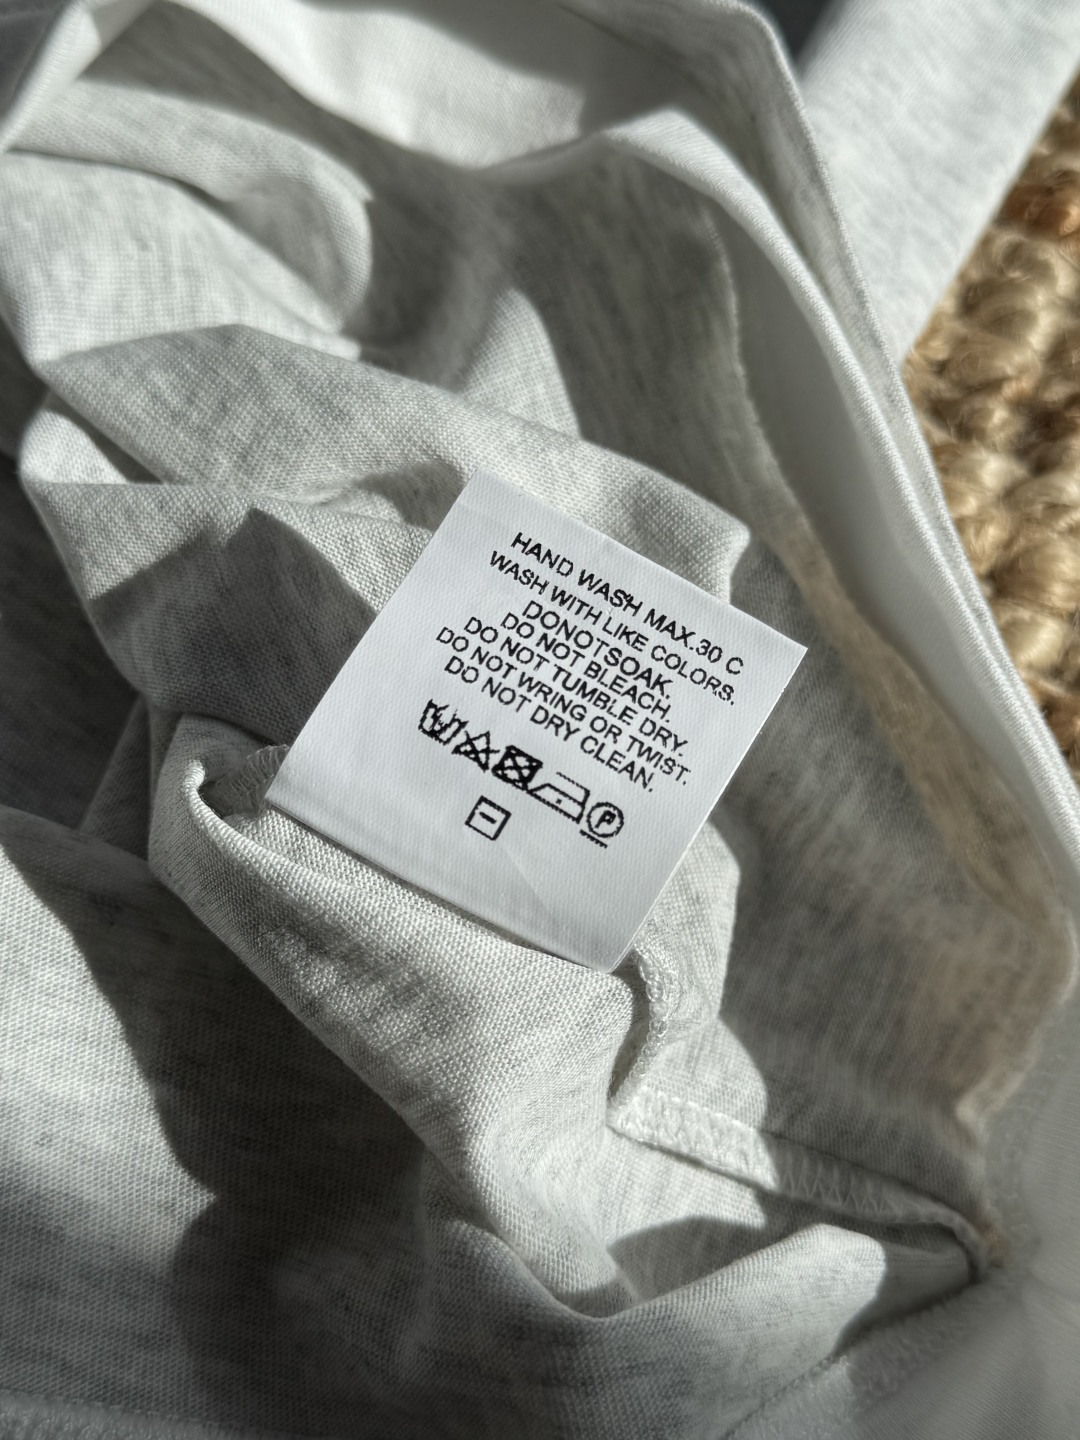 HAND WASH MAX.30 C
WASH WITH LIKE COLORS.
DONOTSOAK.
DO NOT BLEACH.
DO NOT TUMBLE DRY.
DO NOT WRING OR TWIST.
DO NOT DRY CLEAN.
P